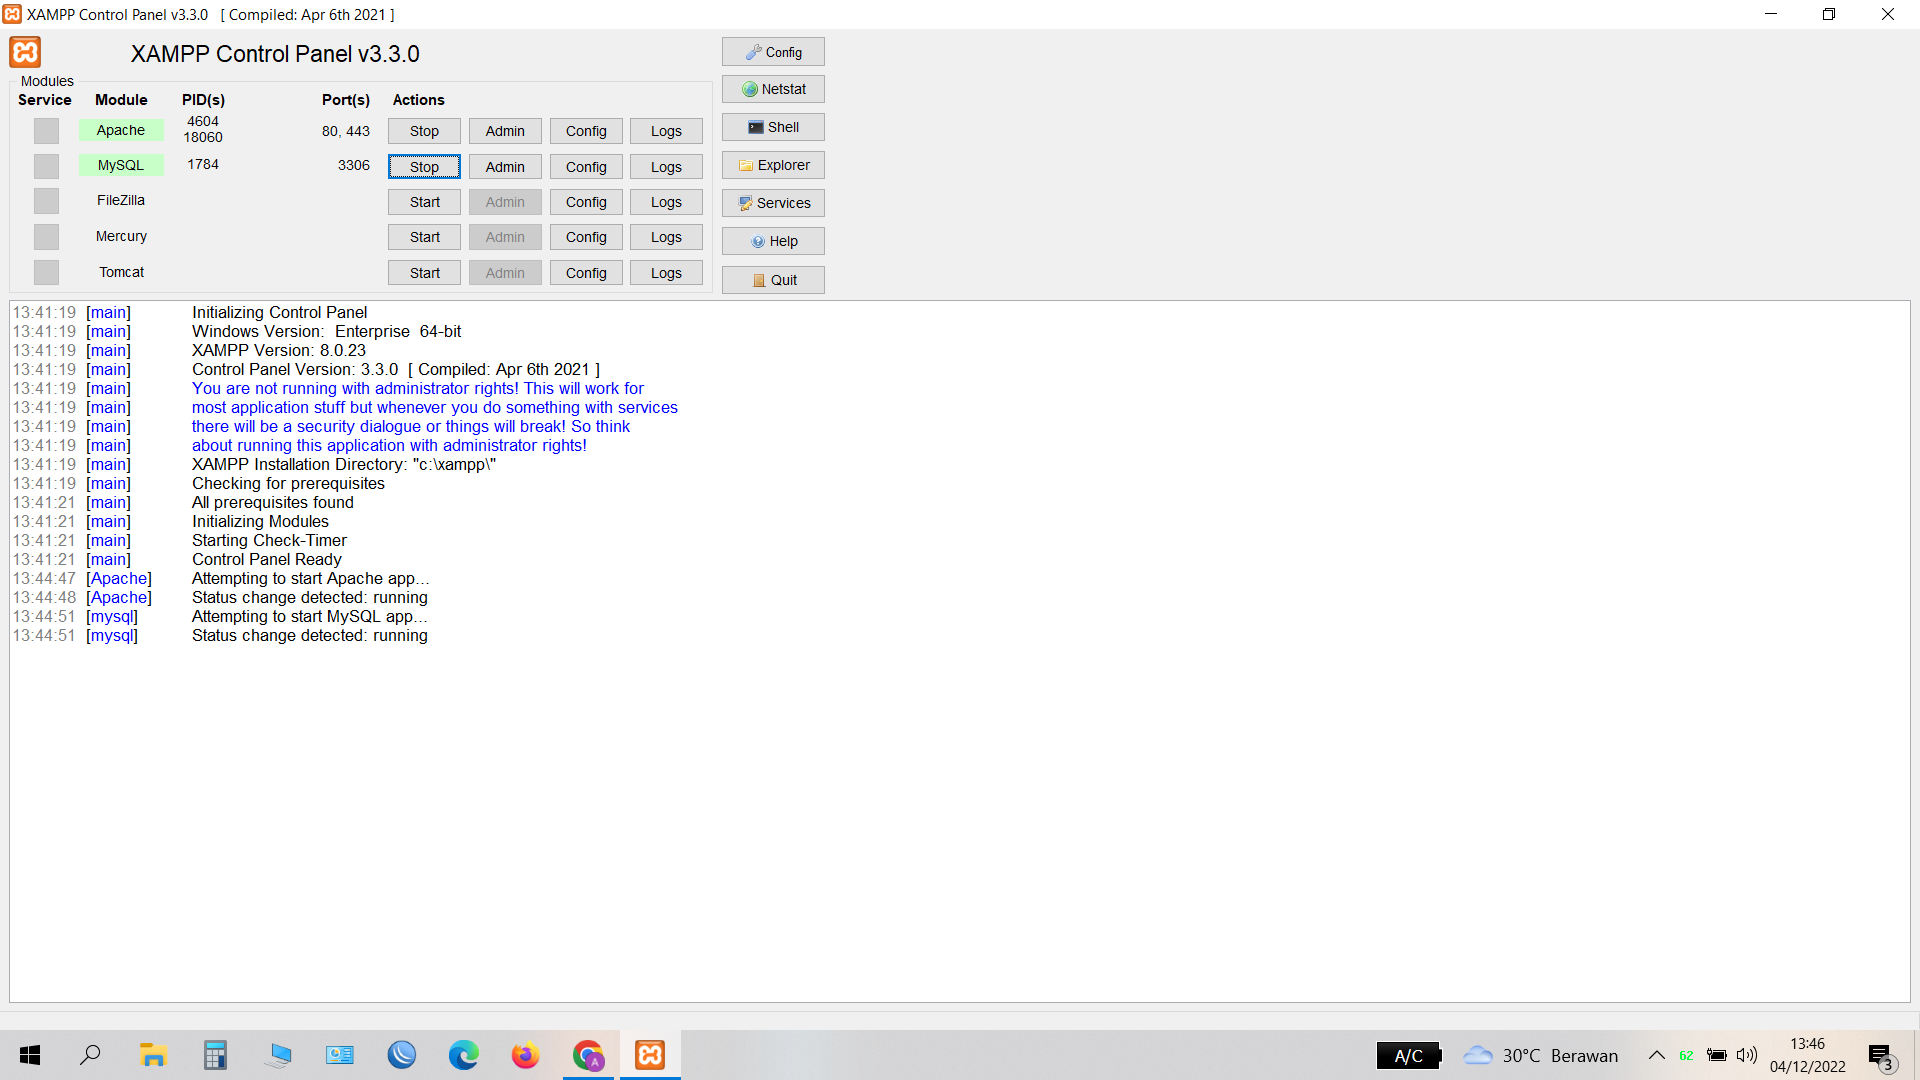 XAMPP Control Panel v3.3.0 [ Compiled: Apr 6th 2021 ]
XAMPP Control Panel v3.3.0
Modules
Service Module PID(s) Port(s) Actions
Apache 4604 18060 80, 443 Stop Admin Config Logs
MySQL 1784 3306 Stop Admin Config Logs
FileZilla Start Admin Config Logs
Mercury Start Admin Config Logs
Tomcat Start Admin Config Logs
Config
Netstat
Shell
Explorer
Services
Help
Quit
13:41:19 [main] Initializing Control Panel
13:41:19 [main] Windows Version: Enterprise 64-bit
13:41:19 [main] XAMPP Version: 8.0.23
13:41:19 [main] Control Panel Version: 3.3.0 [ Compiled: Apr 6th 2021 ]
13:41:19 [main] You are not running with administrator rights! This will work for
13:41:19 [main] most application stuff but whenever you do something with services
13:41:19 [main] there will be a security dialogue or things will break! So think
13:41:19 [main] about running this application with administrator rights!
13:41:19 [main] XAMPP Installation Directory: "c:\xampp\"
13:41:19 [main] Checking for prerequisites
13:41:21 [main] All prerequisites found
13:41:21 [main] Initializing Modules
13:41:21 [main] Starting Check-Timer
13:41:21 [main] Control Panel Ready
13:44:47 [Apache] Attempting to start Apache app...
13:44:48 [Apache] Status change detected: running
13:44:51 [mysql] Attempting to start MySQL app...
13:44:51 [mysql] Status change detected: running
A
A/C
30°C Berawan
62
13:46
04/12/2022
3